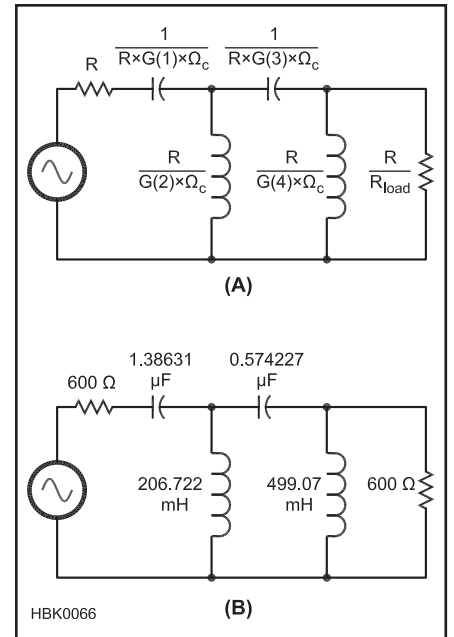 1 1
R R×G(1)×Ωc R×G(3)×Ωc
R R R
G(2)×Ωc G(4)×Ωc Rload
(A)
1.38631 0.574227
600 Ω µF µF
206.722 499.07 600 Ω
mH mH
HBK0066 (B)